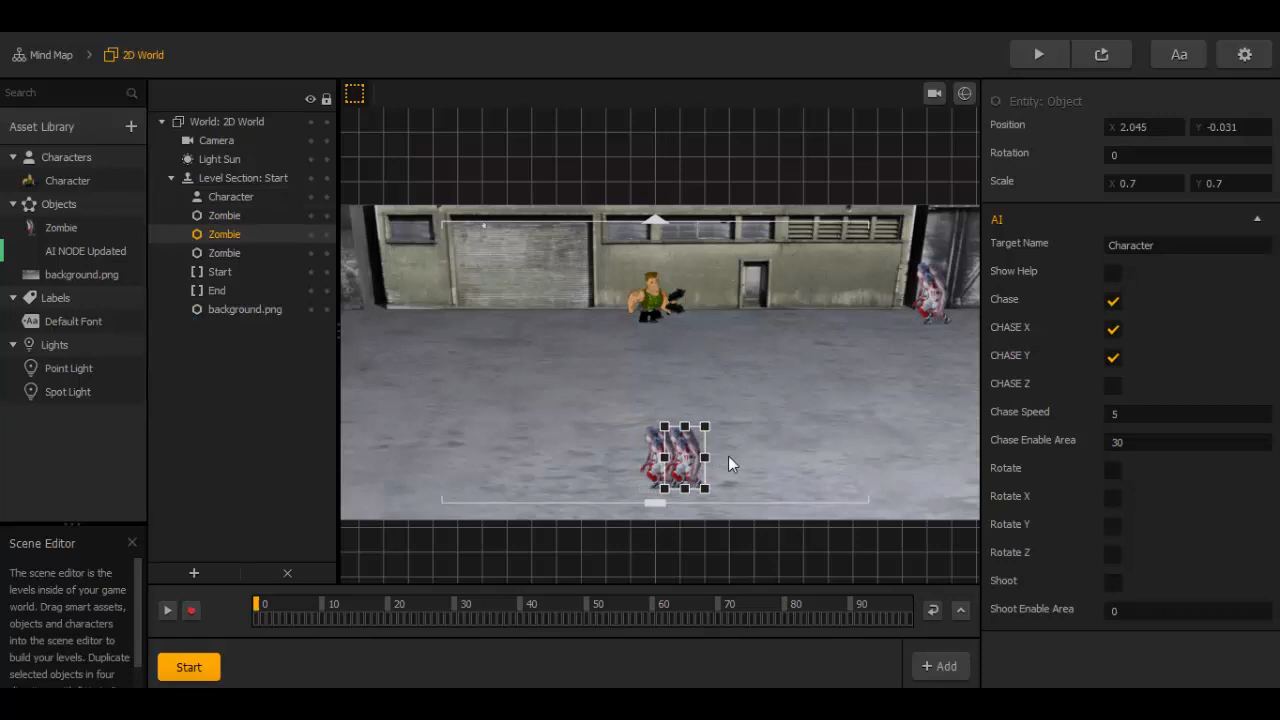 Mind Map > 2D World
Aa
Search
Asset Library +
Characters
Character
Objects
Zombie
AI NODE Updated
background.png
Labels
Aa Default Font
Lights
Point Light
Spot Light
Scene Editor
The scene editor is the
levels inside of your game
world. Drag smart assets,
objects and characters
into the scene editor to
build your levels. Duplicate
selected objects in four
World: 2D World
Camera
Light Sun
Level Section: Start
Character
Zombie
Zombie
Zombie
Start
End
background.png
0 10 20 30 40 50 60 70 80 90
Start
+ Add
Entity: Object
Position X 2.045 Y -0.031
Rotation 0
Scale X 0.7 Y 0.7
AI
Target Name Character
Show Help
Chase
CHASE X
CHASE Y
CHASE Z
Chase Speed 5
Chase Enable Area 30
Rotate
Rotate X
Rotate Y
Rotate Z
Shoot
Shoot Enable Area 0